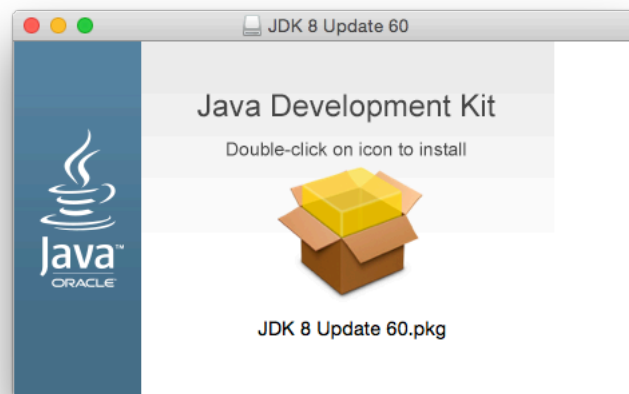 JDK 8 Update 60
Java Development Kit
Double-click on icon to install
Java™
ORACLE
JDK 8 Update 60.pkg